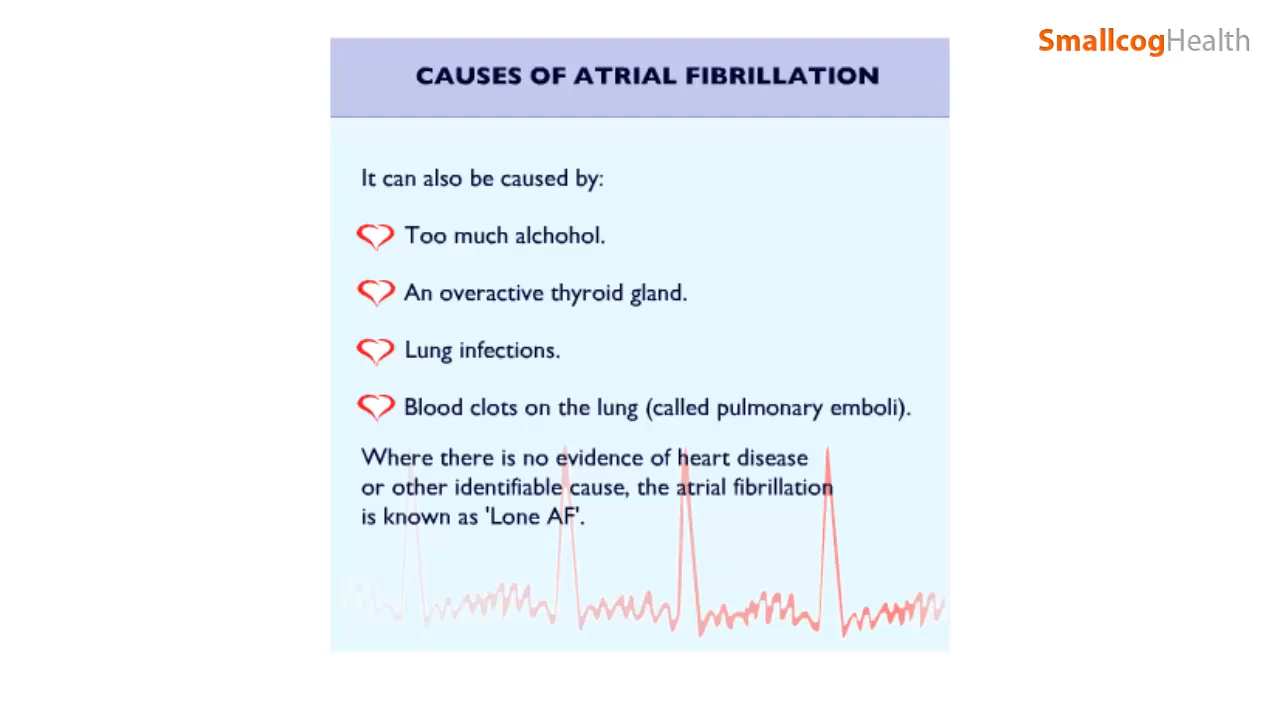 SmallcogHealth
CAUSES OF ATRIAL FIBRILLATION
It can also be caused by:
Too much alchohol.
An overactive thyroid gland.
Lung infections.
Blood clots on the lung (called pulmonary emboli).
Where there is no evidence of heart disease
or other identifiable cause, the atrial fibrillation
is known as 'Lone AF'.